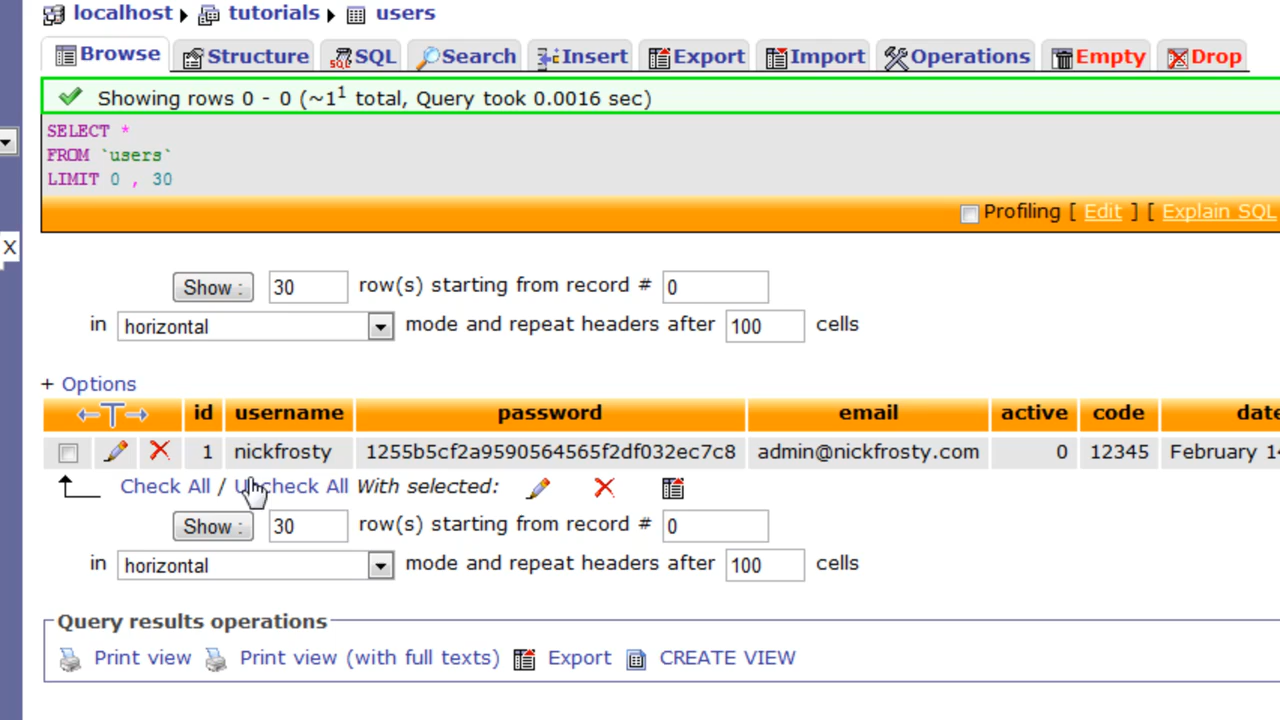 localhost ▸ tutorials ▸ users
Browse Structure SQL Search Insert Export Import Operations Empty Drop
Showing rows 0 - 0 (~1¹ total, Query took 0.0016 sec)
SELECT *
FROM `users`
LIMIT 0 , 30
Profiling [ Edit ] [ Explain SQL
X
Show : 30 row(s) starting from record # 0
in horizontal mode and repeat headers after 100 cells
+ Options
←T→ id username password email active code date
1 nickfrosty 1255b5cf2a9590564565f2df032ec7c8 admin@nickfrosty.com 0 12345 February 14
Check All / Uncheck All With selected:
Show : 30 row(s) starting from record # 0
in horizontal mode and repeat headers after 100 cells
Query results operations
Print view Print view (with full texts) Export CREATE VIEW